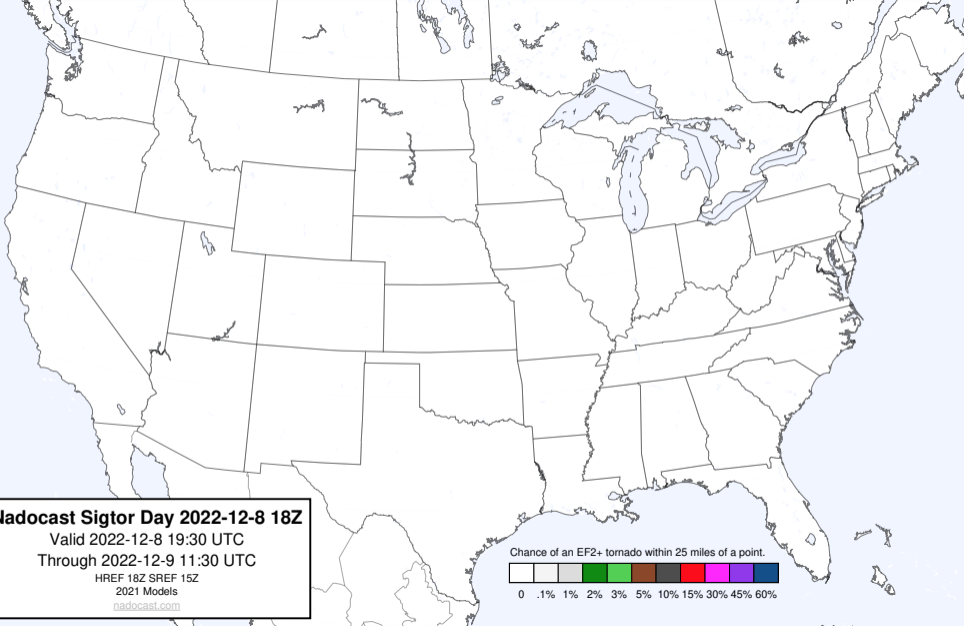 Nadocast Sigtor Day 2022-12-8 18Z
Valid 2022-12-8 19:30 UTC
Through 2022-12-9 11:30 UTC
HREF 18Z SREF 15Z
2021 Models
nadocast.com
Chance of an EF2+ tornado within 25 miles of a point.
0 .1% 1% 2% 3% 5% 10% 15% 30% 45% 60%